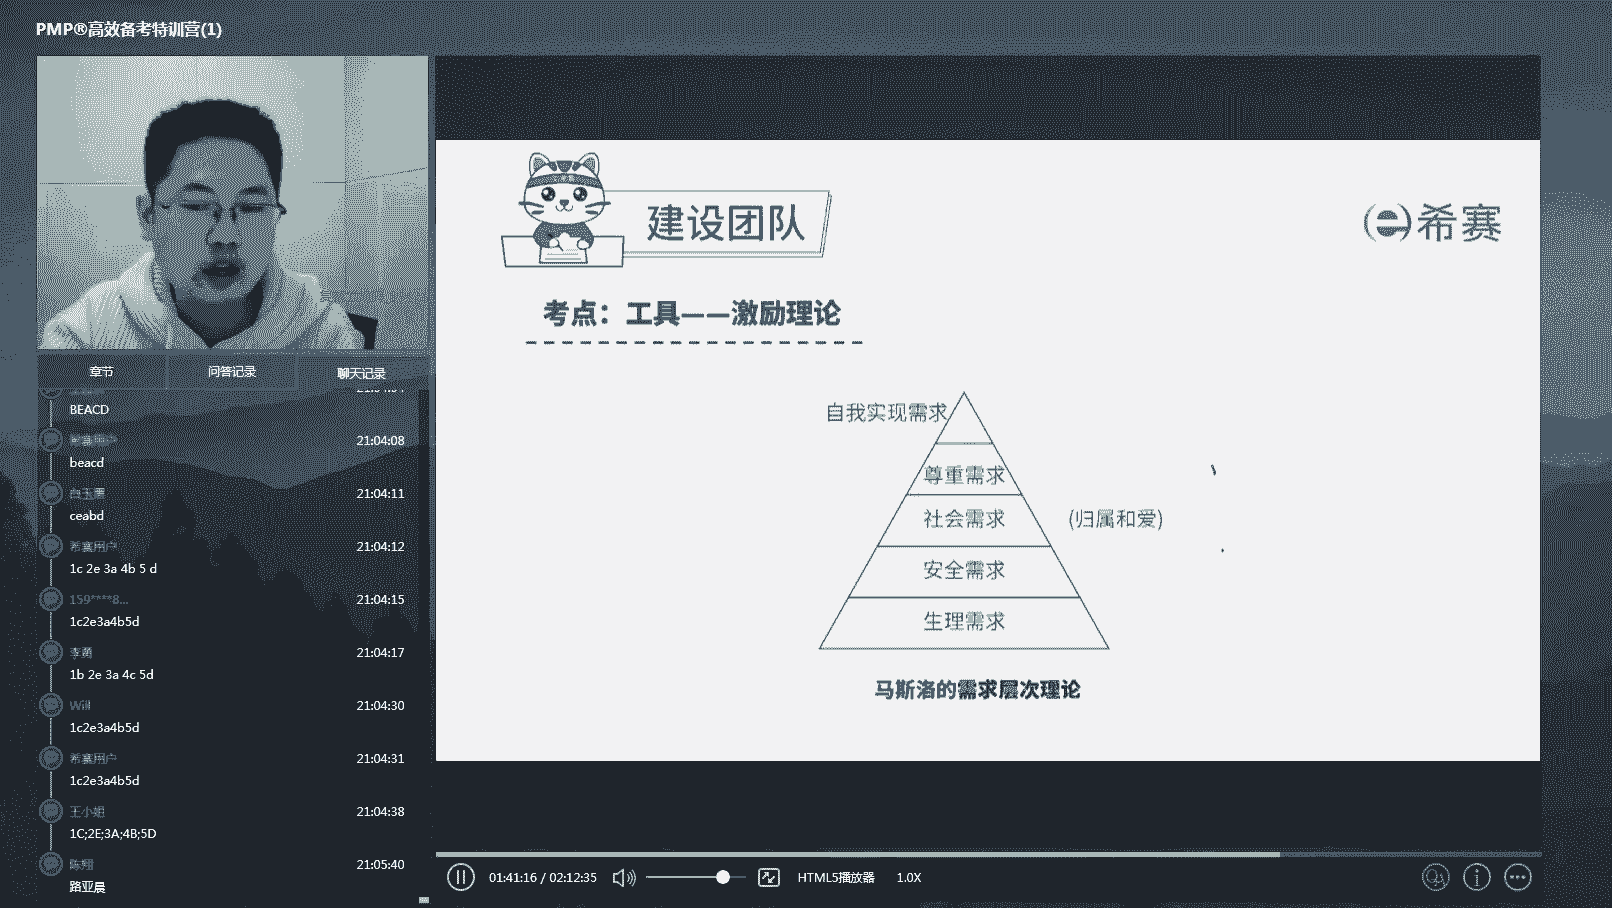 PMP®高效备考特训营(1)
章节
问答记录
聊天记录
BEACD
希赛用户
21:04:08
beacd
21:04:11
ceabd
希赛用户
21:04:12
1c 2e 3a 4b 5 d
159****8...
21:04:15
1c2e3a4b5d
李勇
21:04:17
1b 2e 3a 4c 5d
Will
21:04:30
1c2e3a4b5d
希赛用户
21:04:31
1c2e3a4b5d
王小姐
21:04:38
1C;2E;3A;4B;5D
21:05:40
路亚晨
建设团队
希赛
考点：工具——激励理论
自我实现需求
尊重需求
社会需求
(归属和爱)
安全需求
生理需求
马斯洛的需求层次理论
01:41:16 / 02:12:35
HTML5播放器
1.0X